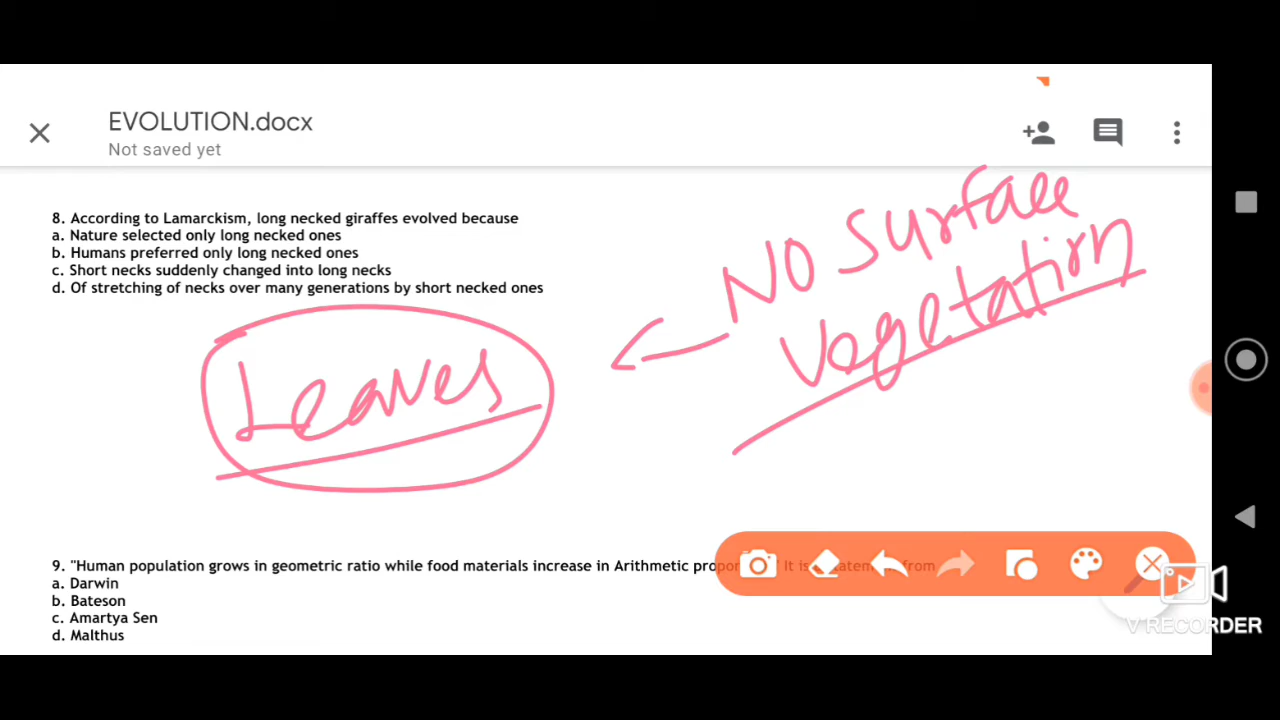 EVOLUTION.docx
Not saved yet
8. According to Lamarckism, long necked giraffes evolved because
a. Nature selected only long necked ones
b. Humans preferred only long necked ones
c. Short necks suddenly changed into long necks
d. Of stretching of necks over many generations by short necked ones
NO Surface
Vegetation
Leaves
9. "Human population grows in geometric ratio while food materials increase in Arithmetic from
a. Darwin
b. Bateson
c. Amartya Sen
d. Malthus
V RECORDER